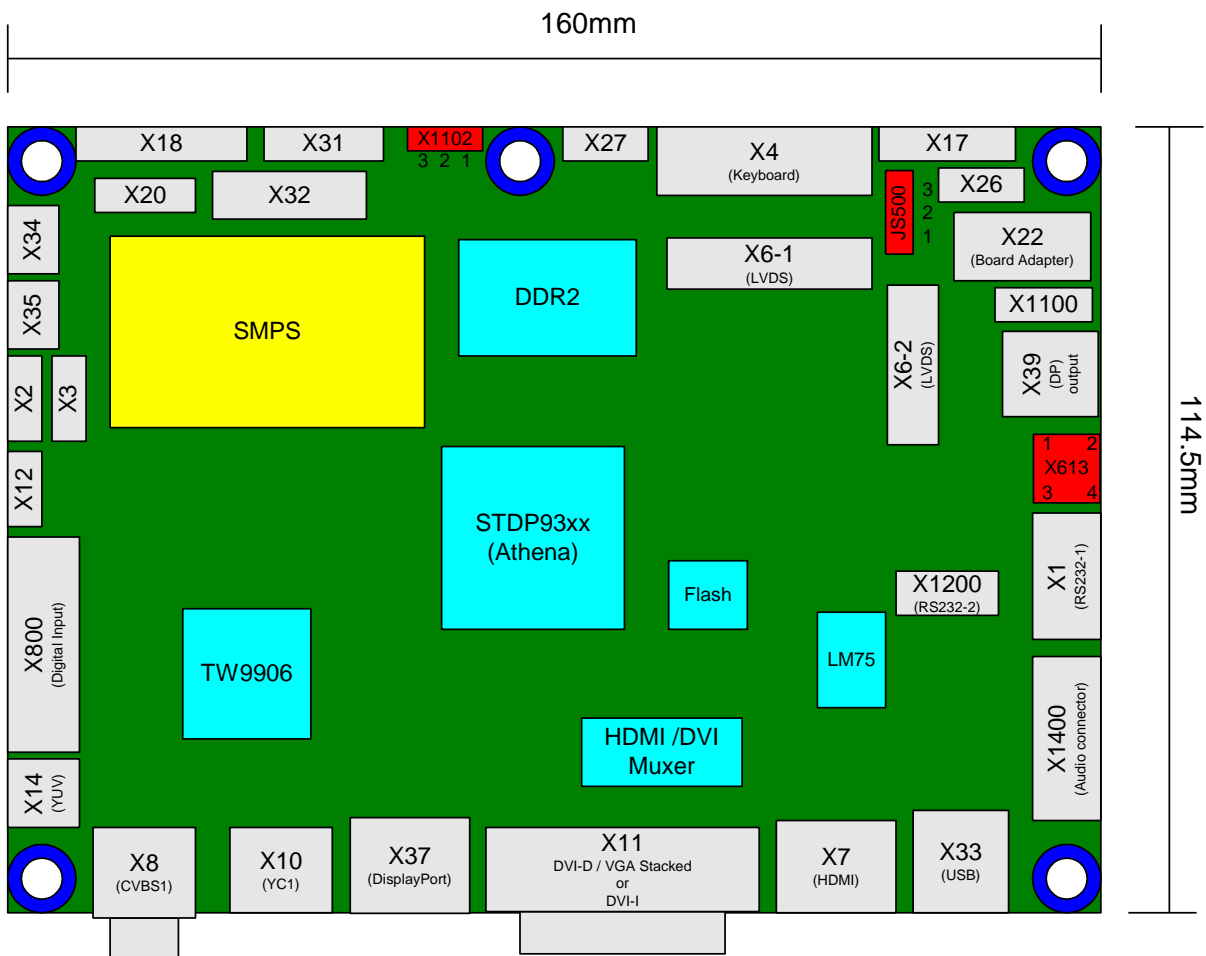 160mm
X18
X31
X1102
3 2 1
X27
X4
(Keyboard)
X17
X20
X32
JS500
3
2
1
X26
X34
X22
(Board Adapter)
X6-1
(LVDS)
DDR2
SMPS
X35
X1100
X6-2
(LVDS)
X39
(DP)
output
X2
X3
114.5mm
1 2
X613
3 4
X12
STDP93xx
(Athena)
X1
(RS232-1)
Flash
X1200
(RS232-2)
X800
(Digital Input)
TW9906
LM75
X1400
(Audio connector)
HDMI /DVI
Muxer
X14
(YUV)
X8
(CVBS1)
X10
(YC1)
X37
(DisplayPort)
X11
DVI-D / VGA Stacked
or
DVI-I
X7
(HDMI)
X33
(USB)